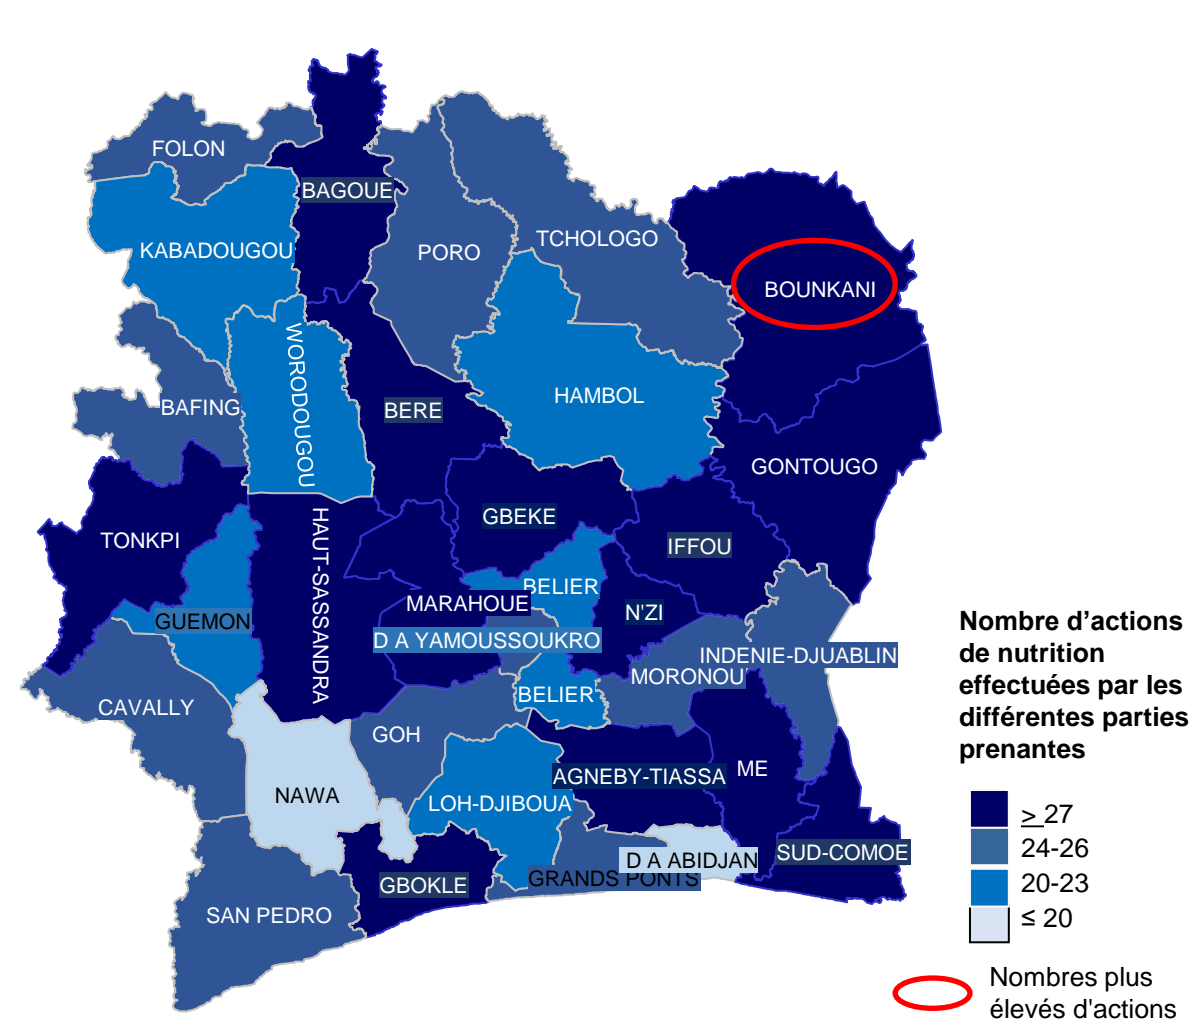 FOLON
BAGOUE
KABADOUGOU
PORO
TCHOLOGO
BOUNKANI
WORODOUGOU
BAFING
BERE
HAMBOL
GONTOUGO
TONKPI
HAUT-SASSANDRA
GBEKE
IFFOU
BELIER
MARAHOUE
N'ZI
GUEMON
D A YAMOUSSOUKRO
INDENIE-DJUABLIN
MORONOU
BELIER
CAVALLY
GOH
ME
AGNEBY-TIASSA
NAWA
LOH-DJIBOUA
D A ABIDJAN
SUD-COMOE
GBOKLE
GRANDS PONTS
SAN PEDRO
Nombre d’actions
de nutrition
effectuées par les
différentes parties
prenantes
> 27
24-26
20-23
≤ 20
Nombres plus
élevés d'actions